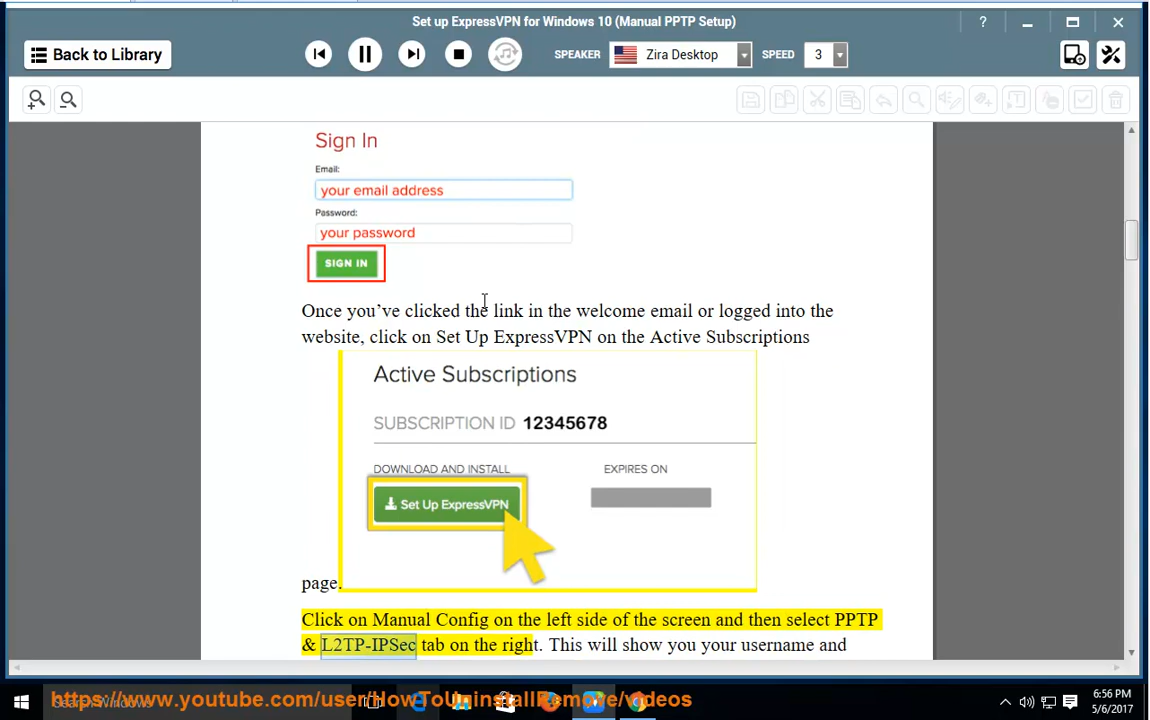 Set up ExpressVPN for Windows 10 (Manual PPTP Setup)
Back to Library
SPEAKER
Zira Desktop
SPEED
3
Sign In
Email:
your email address
Password:
your password
SIGN IN
Once you’ve clicked the link in the welcome email or logged into the
website, click on Set Up ExpressVPN on the Active Subscriptions
Active Subscriptions
SUBSCRIPTION ID 12345678
DOWNLOAD AND INSTALL
EXPIRES ON
Set Up ExpressVPN
page.
Click on Manual Config on the left side of the screen and then select PPTP
& L2TP-IPSec tab on the right. This will show you your username and
Search Windows
https://www.youtube.com/user/HowToUninstallRemove/videos
6:56 PM
5/6/2017